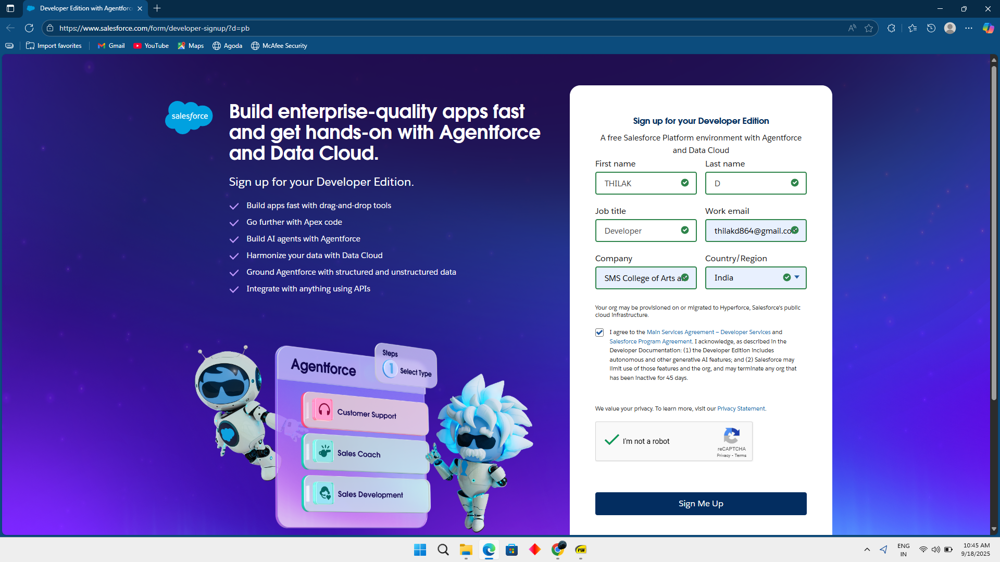 Developer Edition with Agentforc
https://www.salesforce.com/form/developer-signup/?d=pb
Import favorites
Gmail
YouTube
Maps
Agoda
McAfee Security
salesforce
Build enterprise-quality apps fast
and get hands-on with Agentforce
and Data Cloud.
Sign up for your Developer Edition.
Build apps fast with drag-and-drop tools
Go further with Apex code
Build AI agents with Agentforce
Harmonize your data with Data Cloud
Ground Agentforce with structured and unstructured data
Integrate with anything using APIs
Agentforce
Steps
1 Select Type
Customer Support
Sales Coach
Sales Development
Sign up for your Developer Edition
A free Salesforce Platform environment with Agentforce
and Data Cloud
First name
Last name
THILAK
D
Job title
Work email
Developer
thilakd864@gmail.co
Company
Country/Region
SMS College of Arts a
India
Your org may be provisioned on or migrated to Hyperforce, Salesforce's public
cloud infrastructure.
I agree to the Main Services Agreement – Developer Services and
Salesforce Program Agreement. I acknowledge, as described in the
Developer Documentation: (1) the Developer Edition includes
autonomous and other generative AI features; and (2) Salesforce may
limit use of those features and the org, and may terminate any org that
has been inactive for 45 days.
We value your privacy. To learn more, visit our Privacy Statement.
I'm not a robot
reCAPTCHA
Privacy - Terms
Sign Me Up
PDF
ENG
IN
10:45 AM
9/18/2025